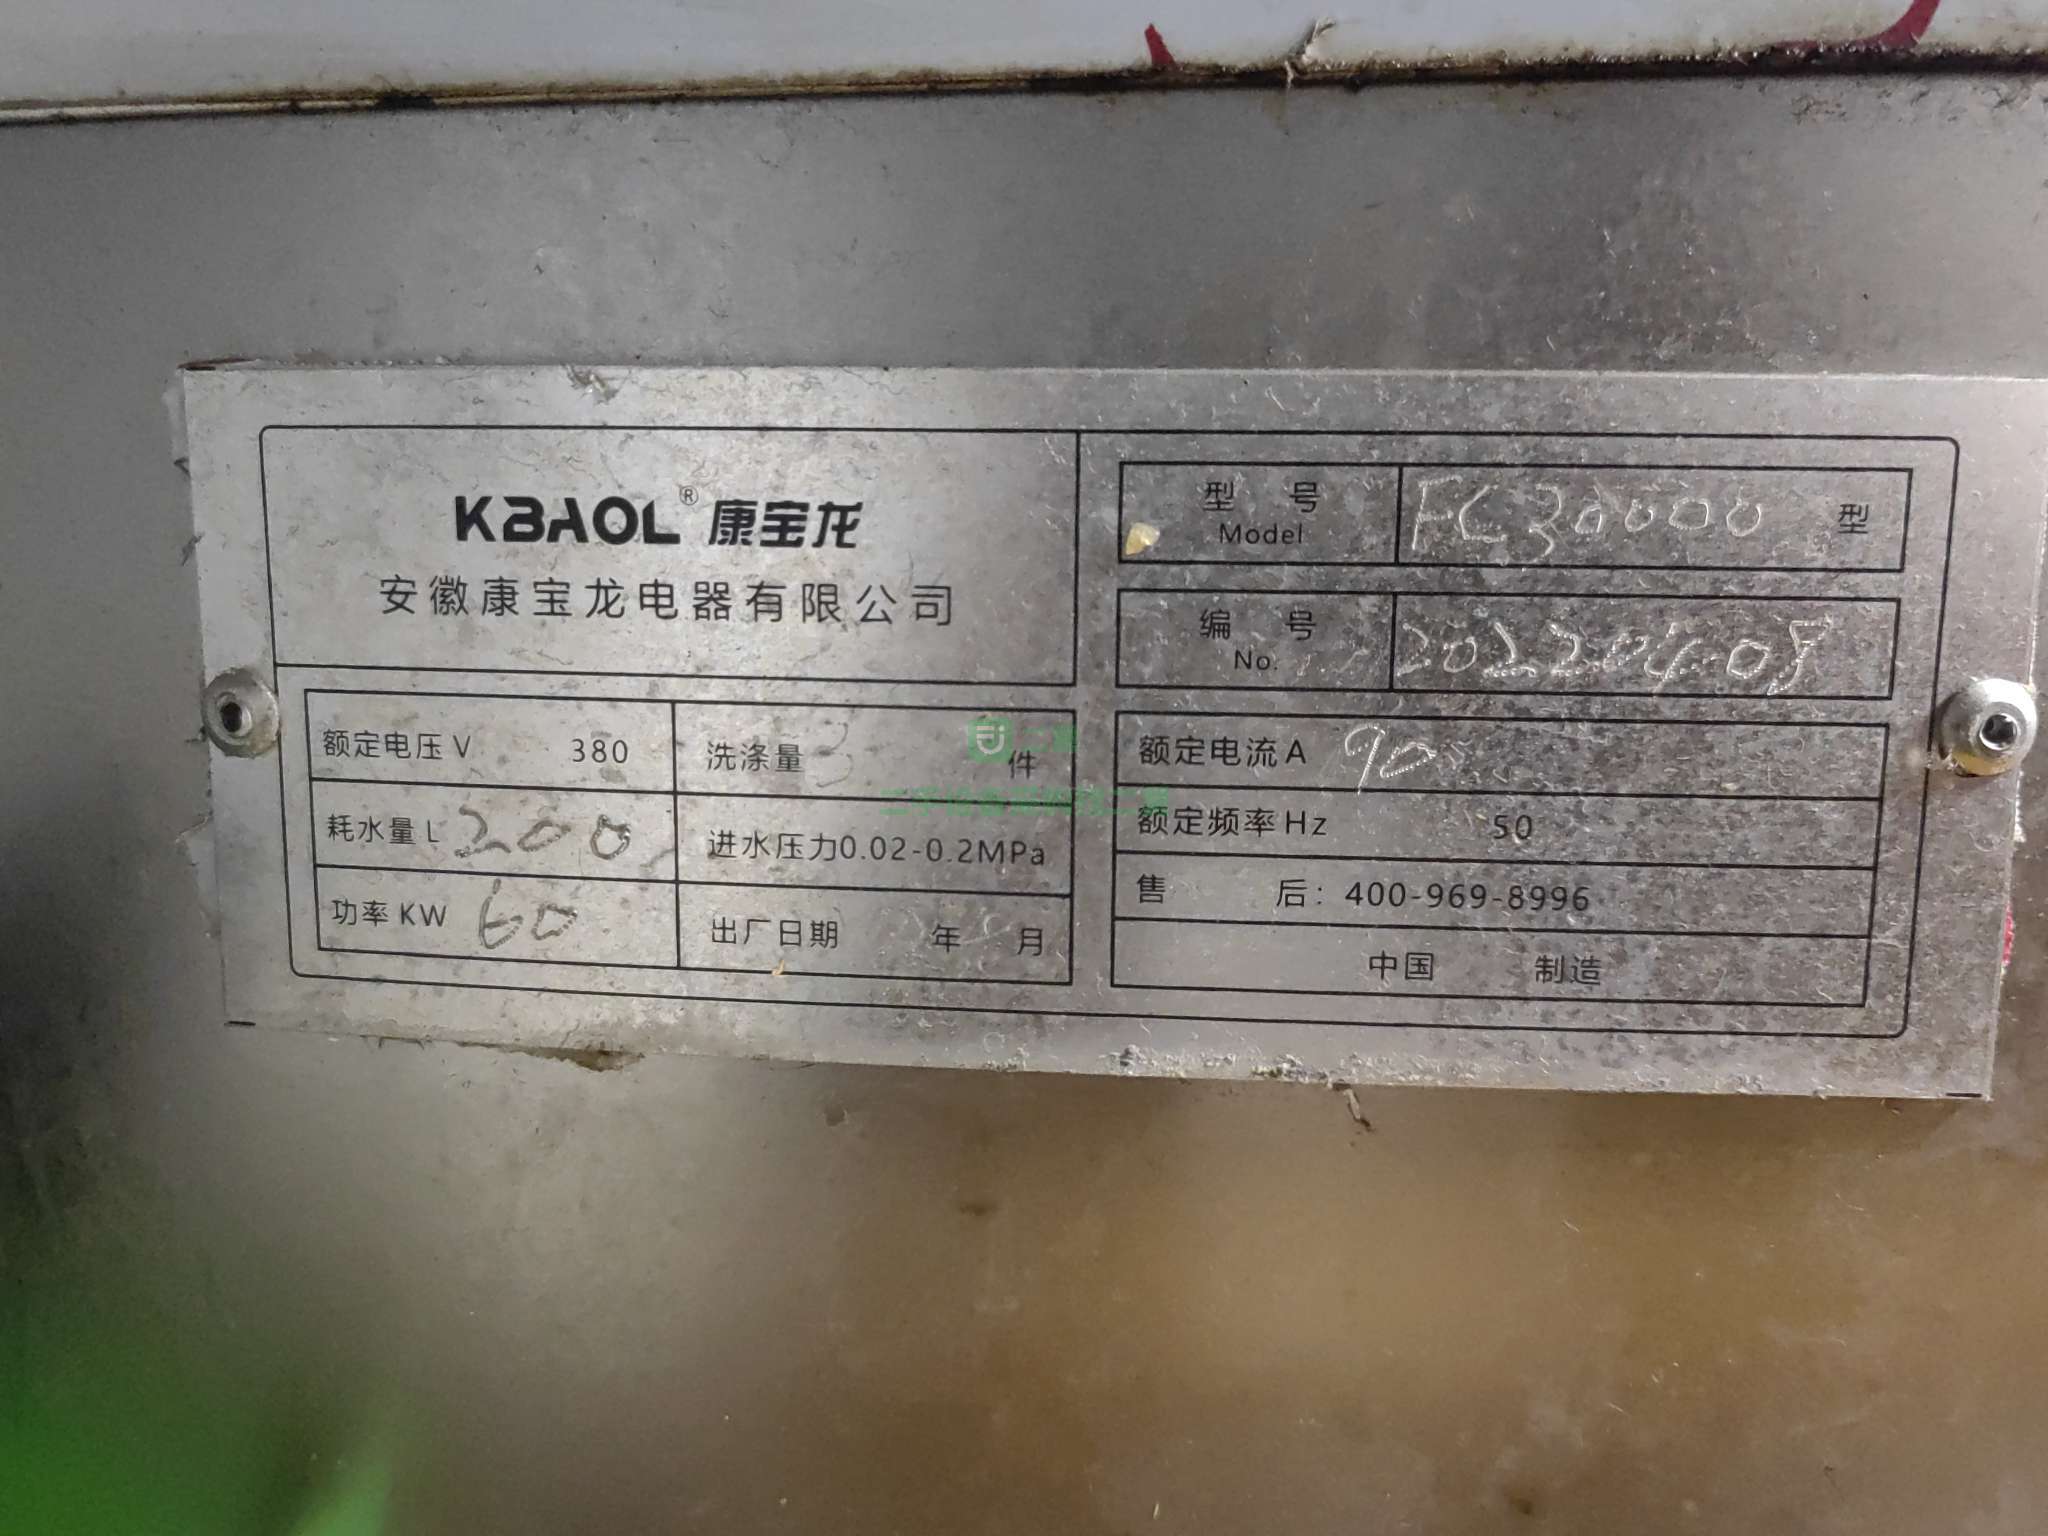 KBAOL® 康宝龙
安徽康宝龙电器有限公司
型号 FC30000 型
Model
编号 20220408
No.
额定电压V 380
洗涤量 件
耗水量L 200
进水压力0.02-0.2MPa
功率KW 60
出厂日期 年 月
额定电流A 90
额定频率Hz 50
售后：400-969-8996
中国 制造